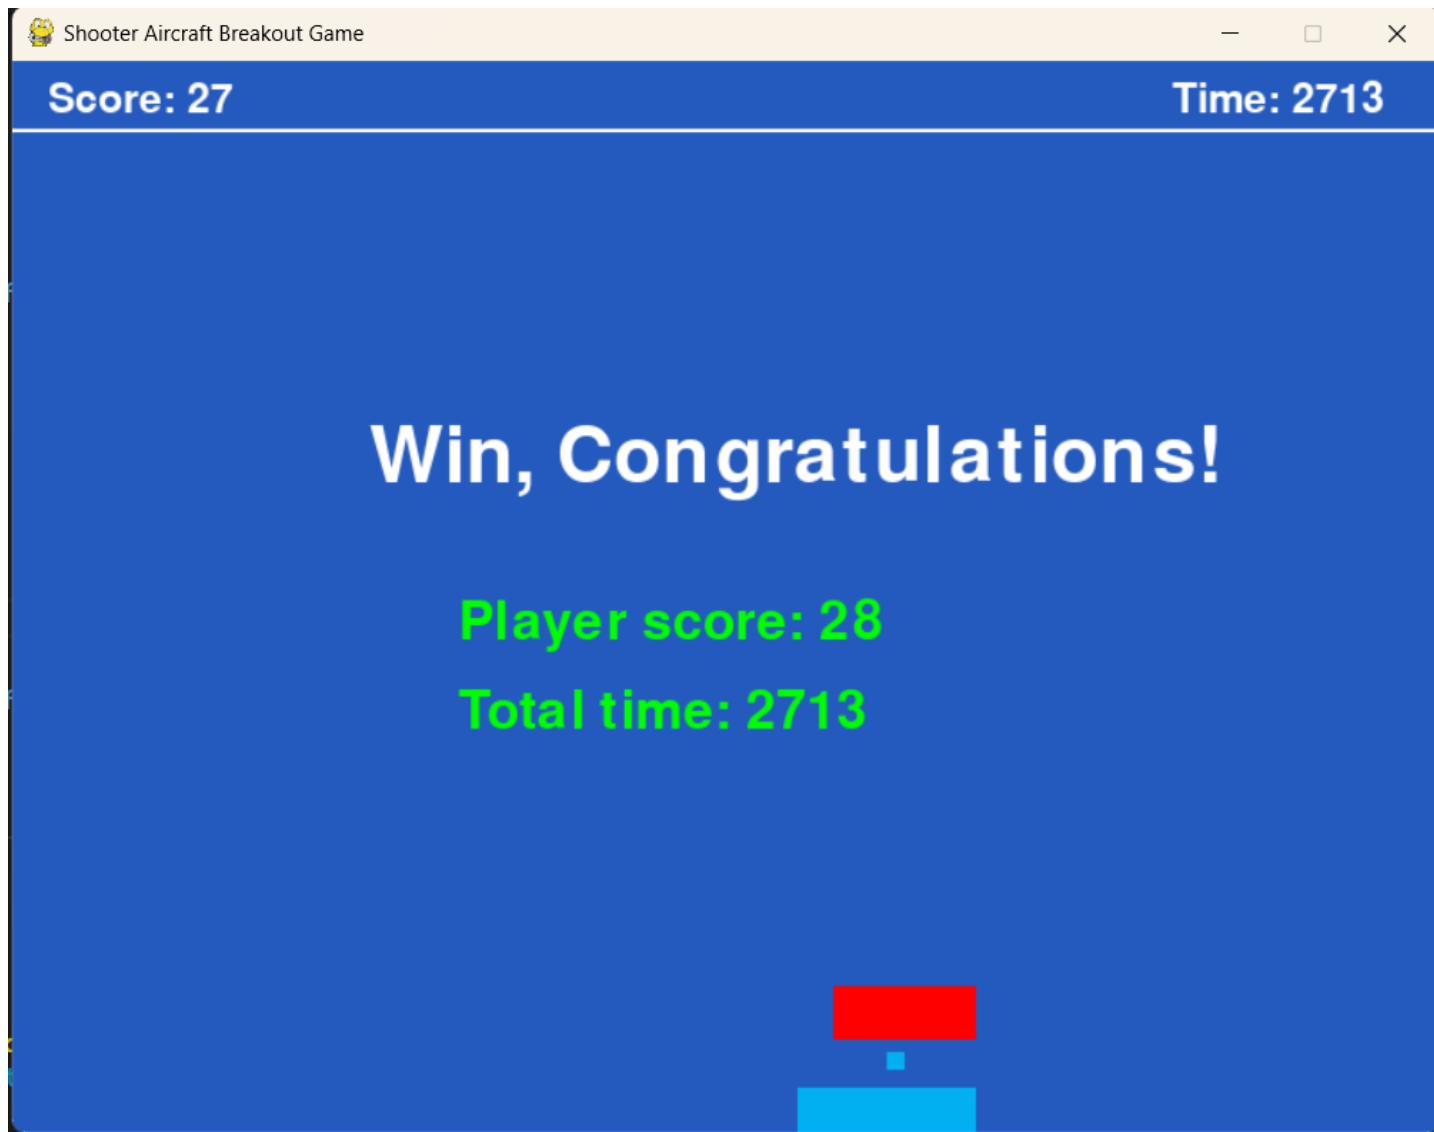 Shooter Aircraft Breakout Game
Score: 27 Time: 2713
Win, Congratulations!
Player score: 28
Total time: 2713